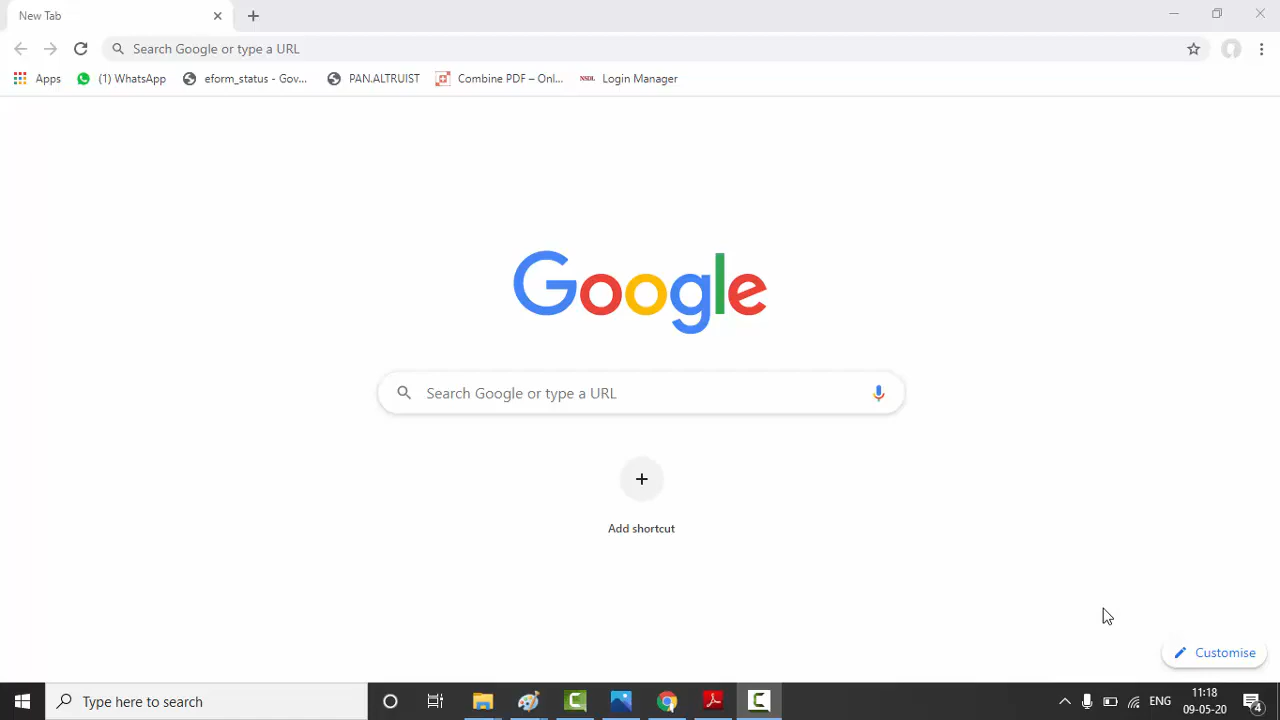 New Tab
Search Google or type a URL
Apps
(1) WhatsApp
eform_status - Gov...
PAN.ALTRUIST
Combine PDF – Onl...
NSDL
Login Manager
Google
Search Google or type a URL
Add shortcut
Customise
Type here to search
ENG
11:18
09-05-20
4